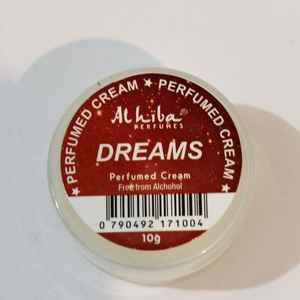 ★ PERFUMED CREAM ★ PERFUMED CREAM ★
Alhiba®
PERFUMES
DREAMS
Perfumed Cream
Free from Alchohol
0 790492 171004
10g